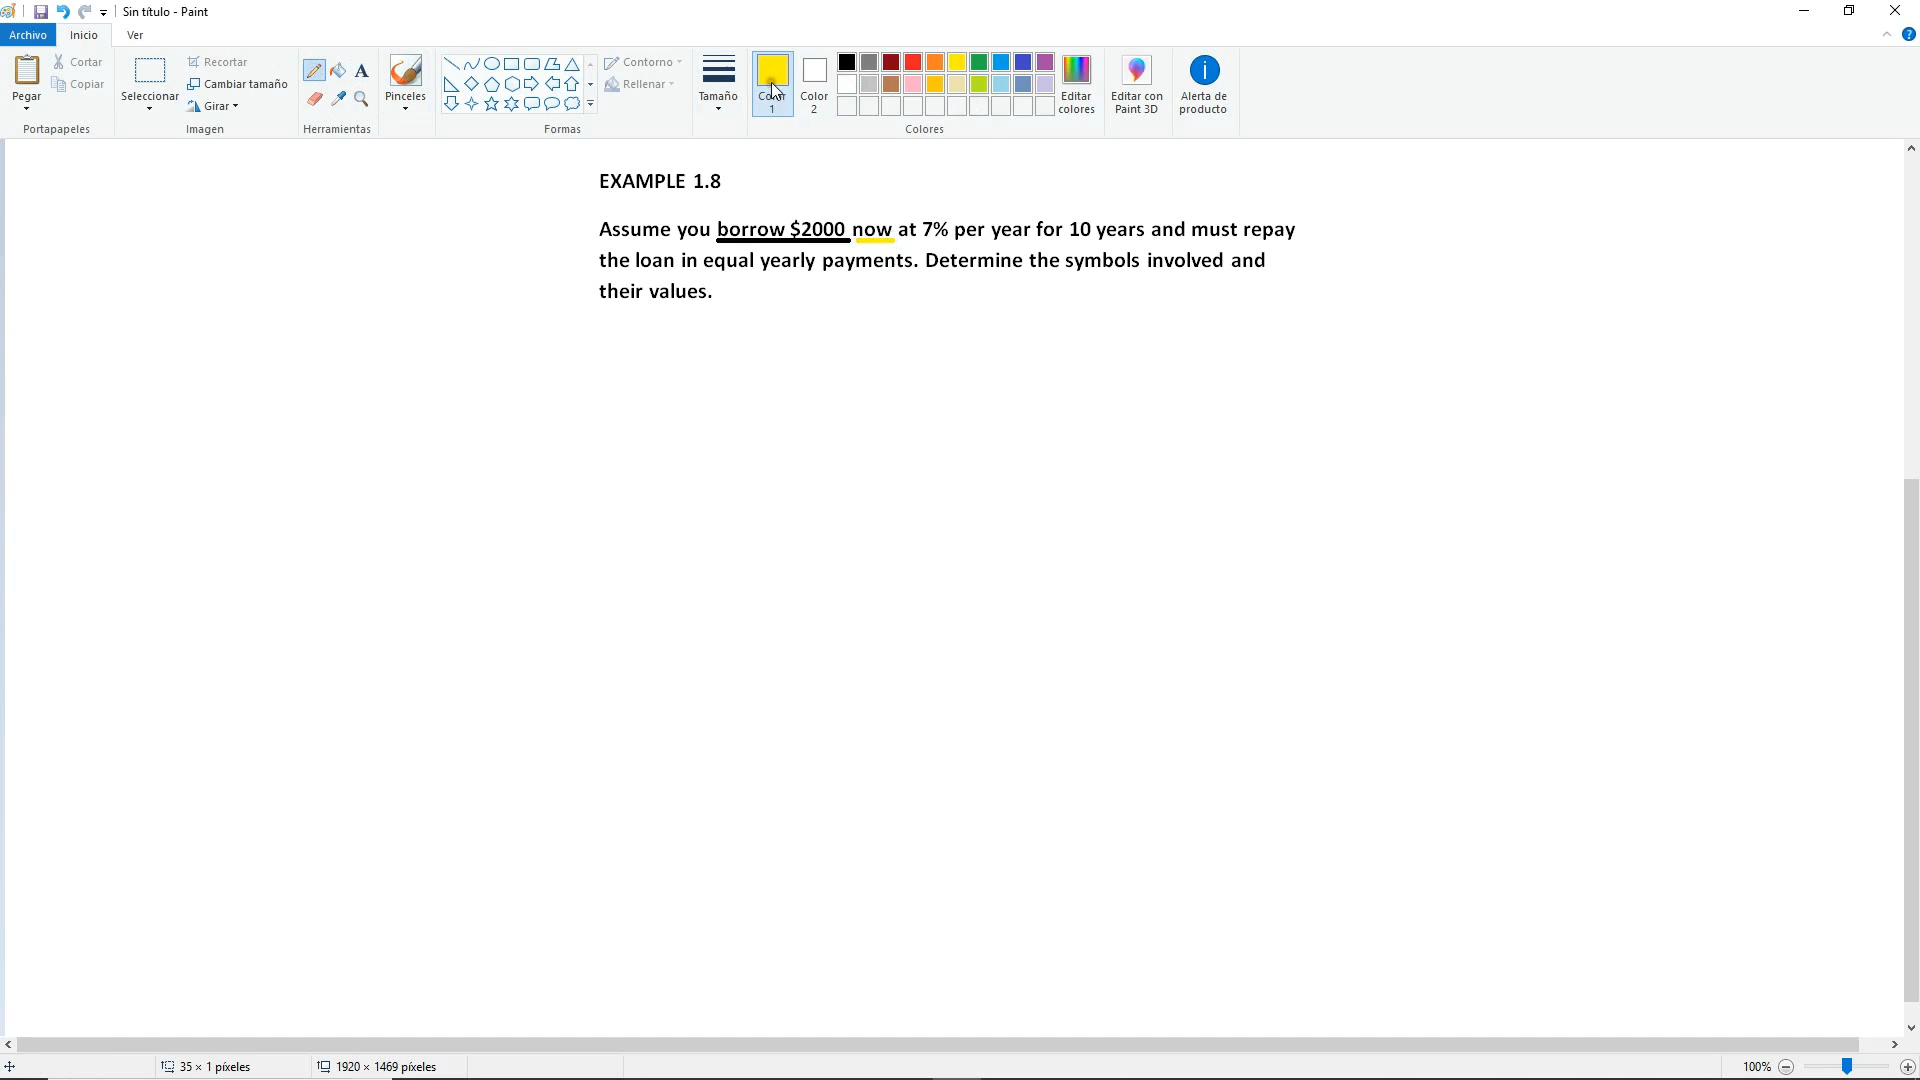 Sin título - Paint
Archivo Inicio Ver
Pegar
Cortar
Copiar
Portapapeles
Seleccionar
Recortar
Cambiar tamaño
Girar
Imagen
A
Herramientas
Pinceles
Formas
Contorno
Rellenar
Tamaño
Color
1
Color
2
Colores
Editar
colores
Editar con
Paint 3D
Alerta de
producto
EXAMPLE 1.8
Assume you borrow $2000 now at 7% per year for 10 years and must repay
the loan in equal yearly payments. Determine the symbols involved and
their values.
35 × 1 píxeles
1920 × 1469 píxeles
100%